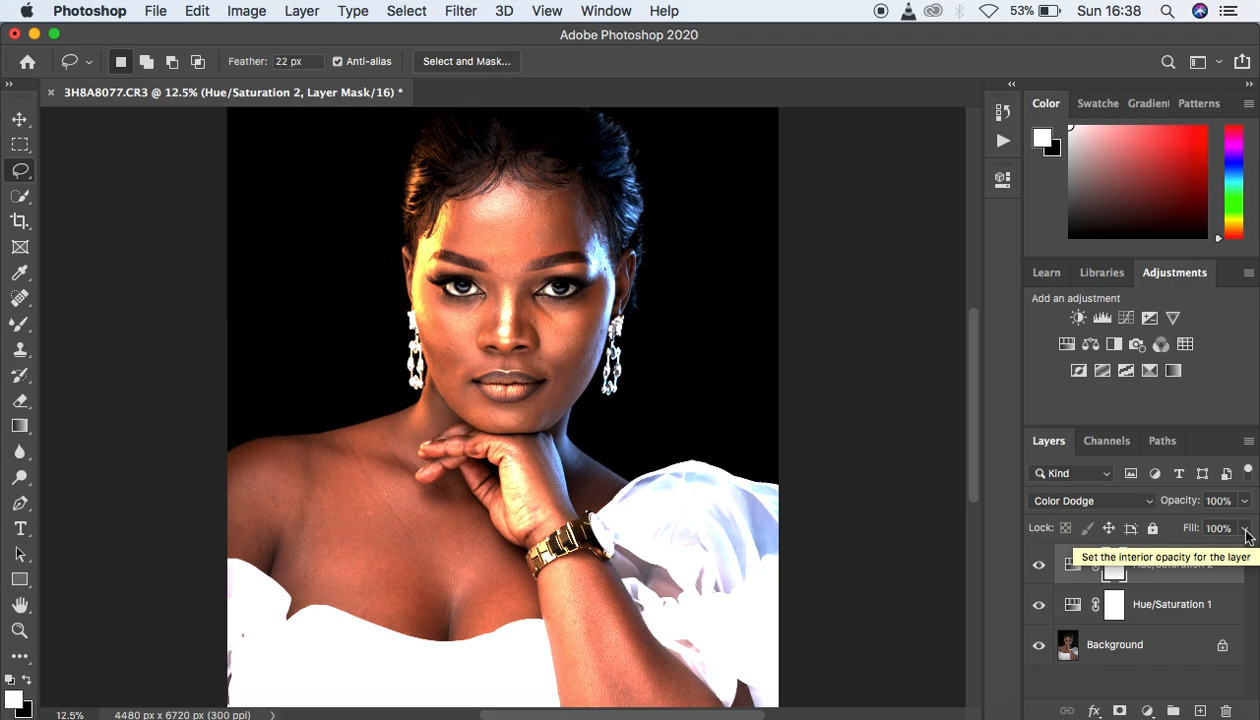 Photoshop File Edit Image Layer Type Select Filter 3D View Window Help 53% Sun 16:38
Adobe Photoshop 2020
Feather: 22 px Anti-alias Select and Mask...
3H8A8077.CR3 @ 12.5% (Hue/Saturation 2, Layer Mask/16) *
Color Swatche Gradient Patterns
Learn Libraries Adjustments
Add an adjustment
Layers Channels Paths
Kind
Color Dodge Opacity: 100%
Lock: Fill: 100%
Set the interior opacity for the layer
Hue/Saturation 1
Background
12.5% 4480 px x 6720 px (300 ppi)